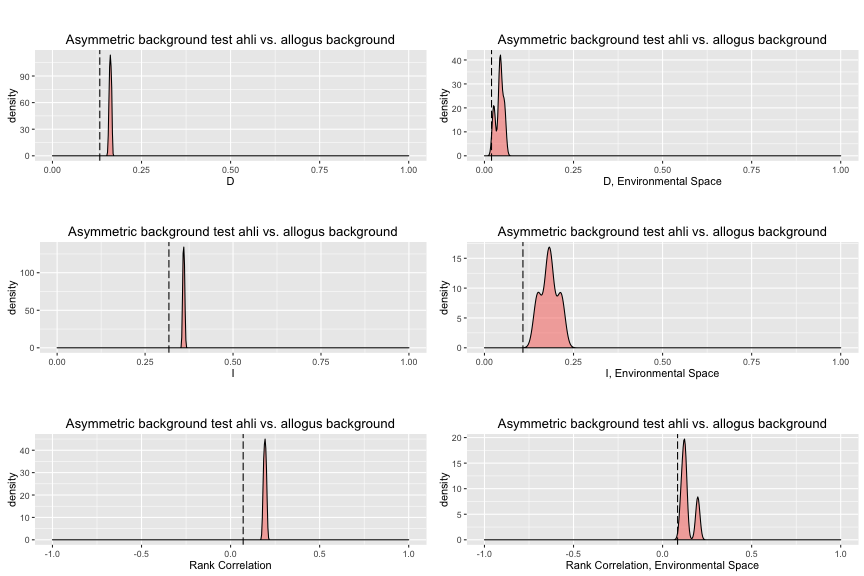 Asymmetric background test ahli vs. allogus background
density
90
60
30
0
0.00 0.25 0.50 0.75 1.00
D
Asymmetric background test ahli vs. allogus background
density
40
30
20
10
0
0.00 0.25 0.50 0.75 1.00
D, Environmental Space
Asymmetric background test ahli vs. allogus background
density
100
50
0
0.00 0.25 0.50 0.75 1.00
I
Asymmetric background test ahli vs. allogus background
density
15
10
5
0
0.00 0.25 0.50 0.75 1.00
I, Environmental Space
Asymmetric background test ahli vs. allogus background
density
40
30
20
10
0
-1.0 -0.5 0.0 0.5 1.0
Rank Correlation
Asymmetric background test ahli vs. allogus background
density
20
15
10
5
0
-1.0 -0.5 0.0 0.5 1.0
Rank Correlation, Environmental Space